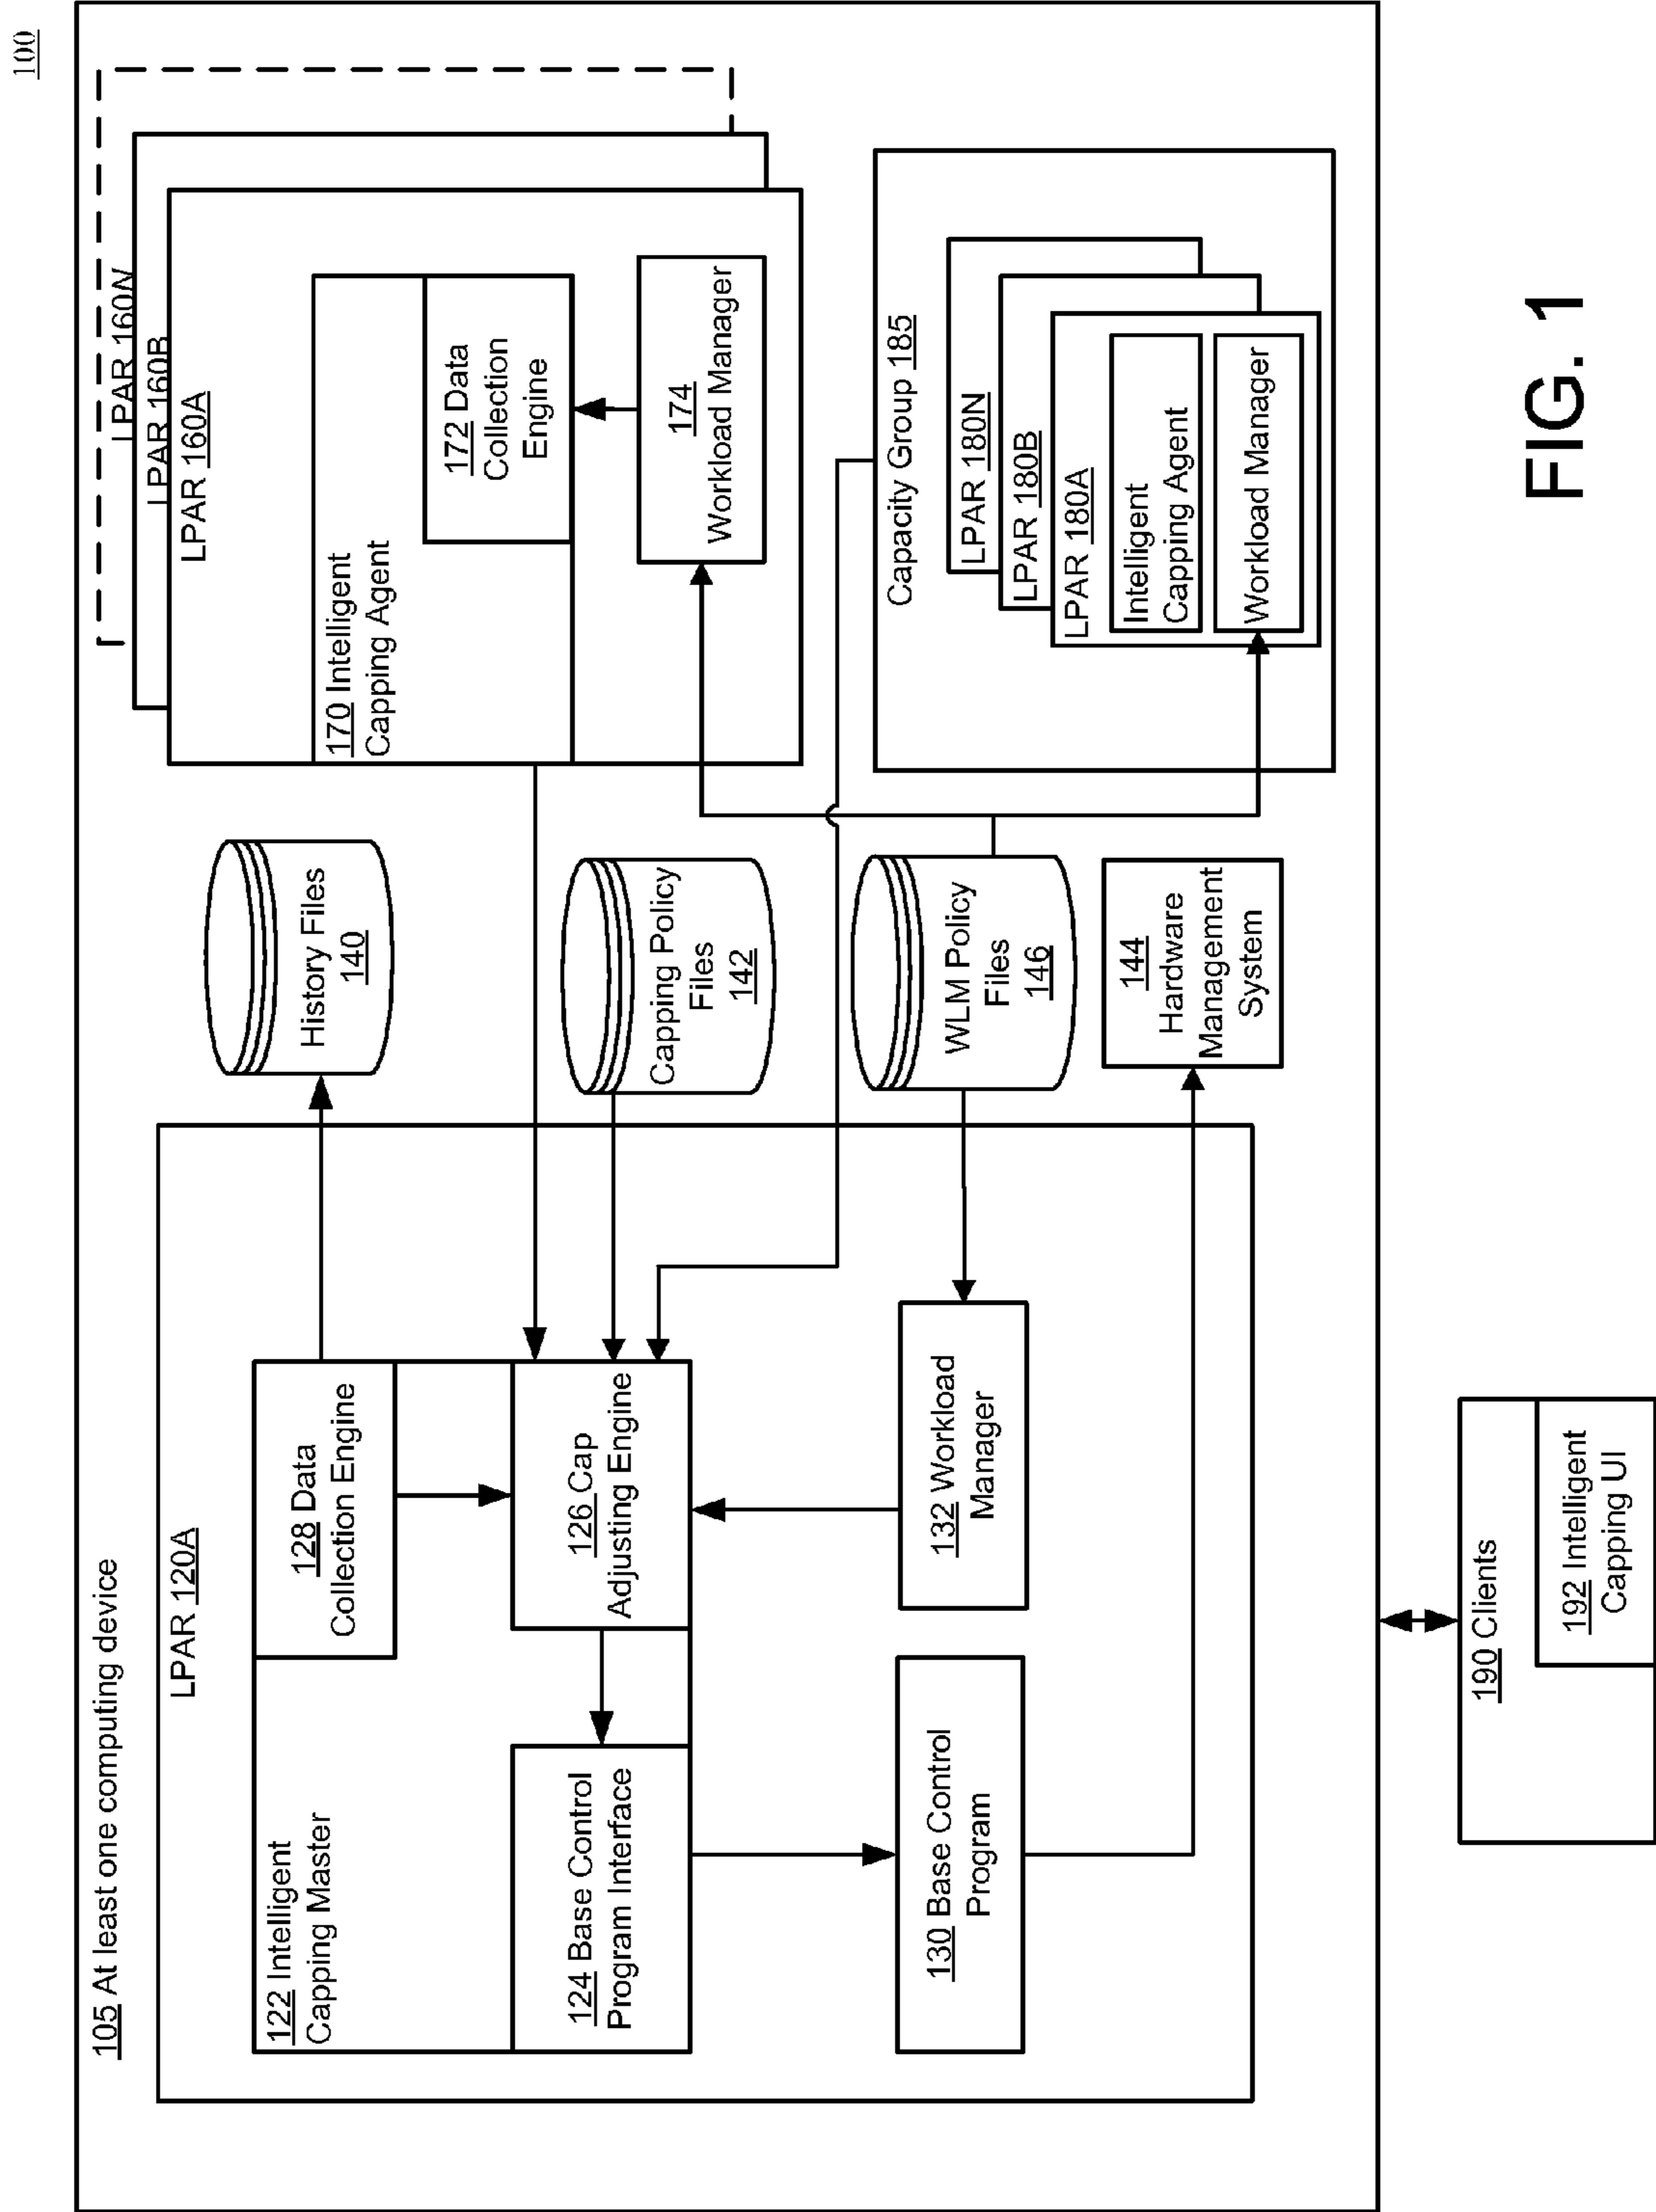 100
105 At least one computing device
LPAR 120A
122 Intelligent
Capping Master
128 Data
Collection Engine
124 Base Control
Program Interface
126 Cap
Adjusting Engine
130 Base Control
Program
132 Workload
Manager
History Files
140
Capping Policy
Files
142
WLM Policy
Files
146
144
Hardware
Management
System
LPAR 160N
LPAR 160B
LPAR 160A
170 Intelligent
Capping Agent
172 Data
Collection
Engine
174
Workload Manager
Capacity Group 185
LPAR 180N
LPAR 180B
LPAR 180A
Intelligent
Capping Agent
Workload Manager
190 Clients
192 Intelligent
Capping UI
FIG. 1